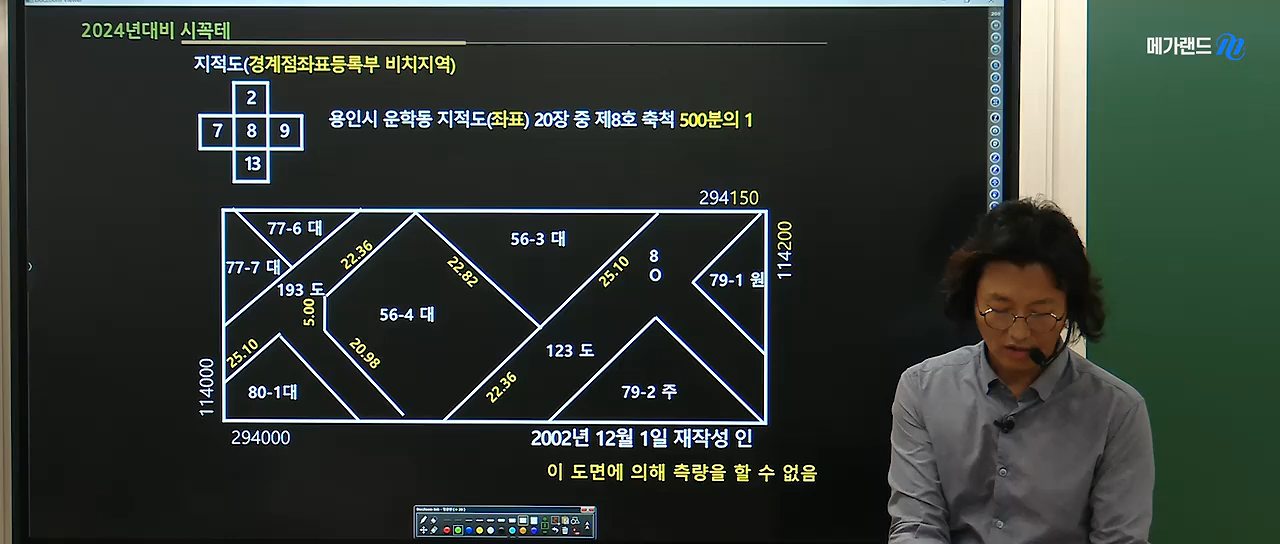 2024년대비 시꼭테
메가랜드
지적도(경계점좌표등록부 비치지역)
2
7 8 9
13
용인시 운학동 지적도(좌표) 20장 중 제8호 축척 500분의 1
294150
114200
77-6 대
56-3 대
22.36
22.82
25.10
8
O
77-7 대
79-1 원
193 도
5.00
56-4 대
123 도
25.10
20.98
22.36
80-1대
79-2 주
114000
294000
2002년 12월 1일 재작성 인
이 도면에 의해 측량을 할 수 없음